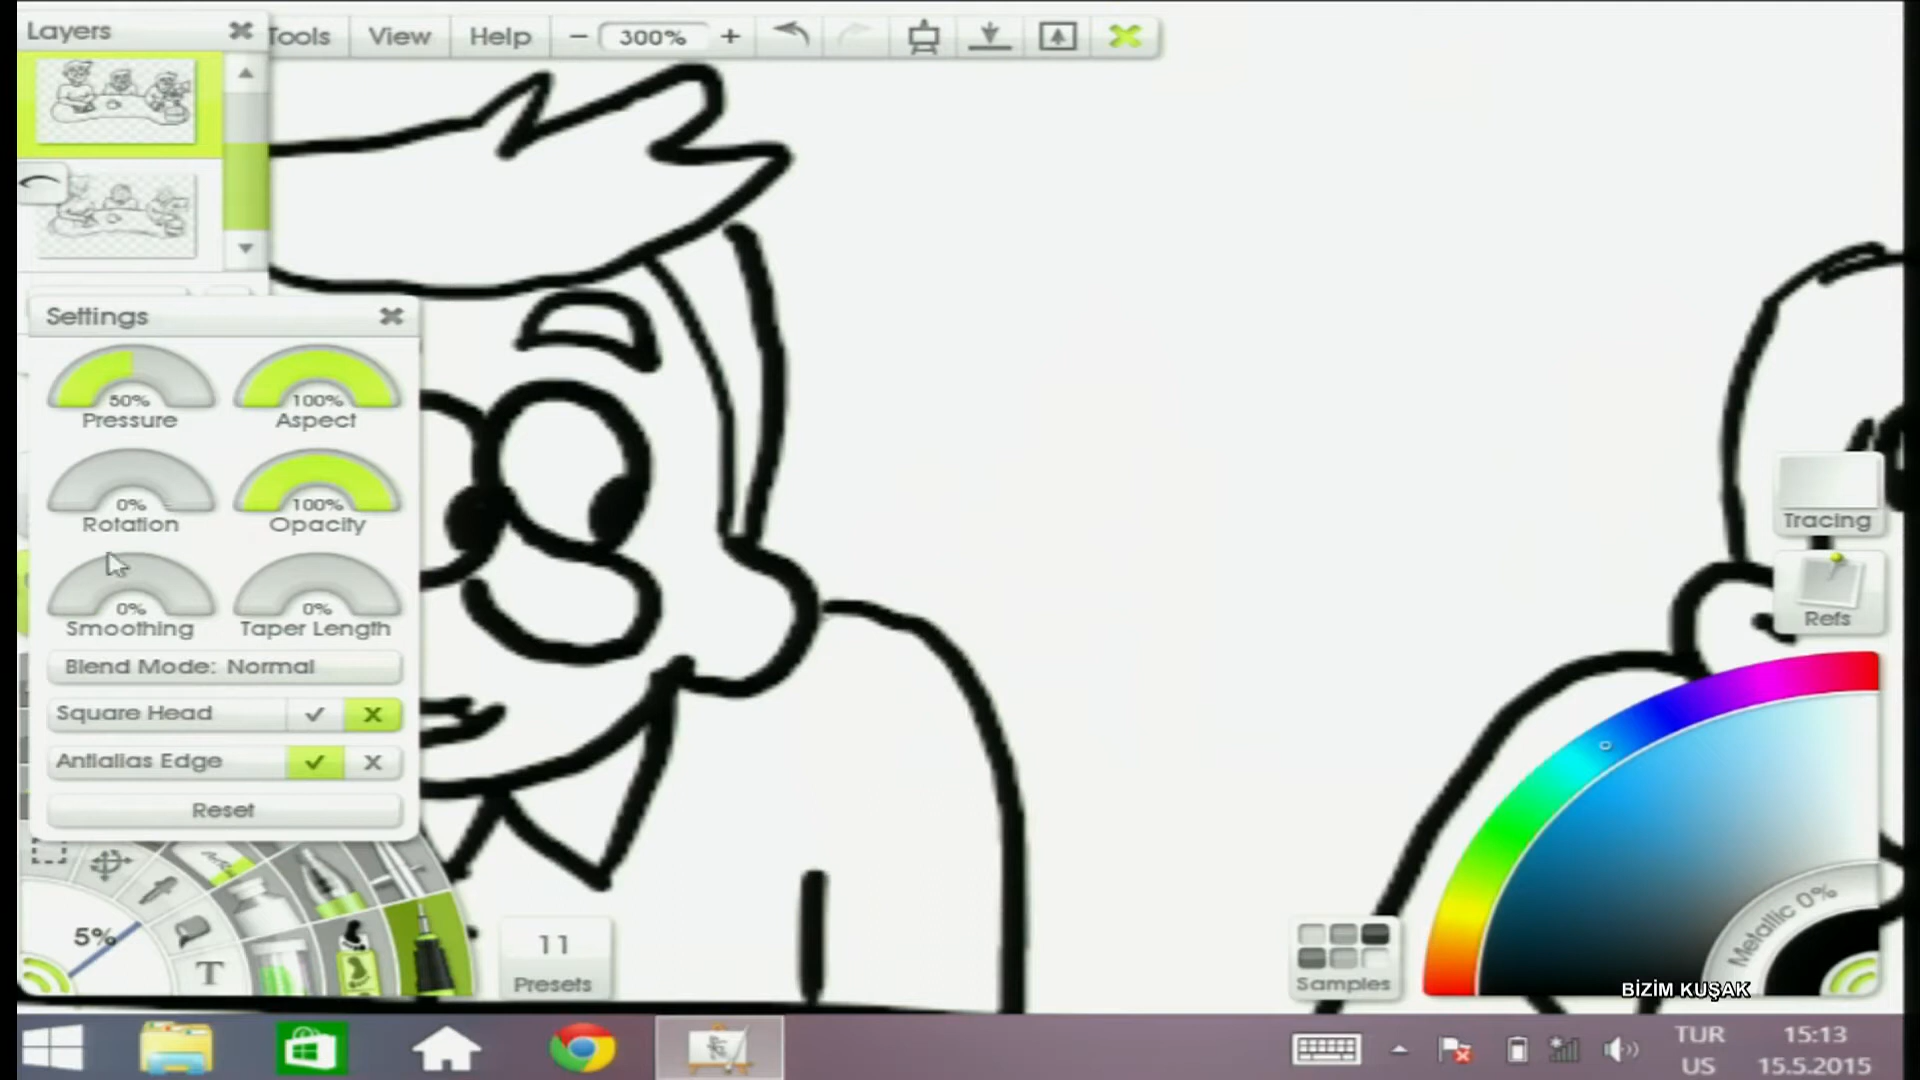 Layers
Tools
View
Help
300%
Settings
50%
Pressure
100%
Aspect
0%
Rotation
100%
Opacity
0%
Smoothing
0%
Taper Length
Blend Mode: Normal
Square Head
Antialias Edge
Reset
5%
T
11
Presets
Tracing
Refs
Samples
Metallic 0%
BİZİM KUŞAK
TUR
US
15:13
15.5.2015